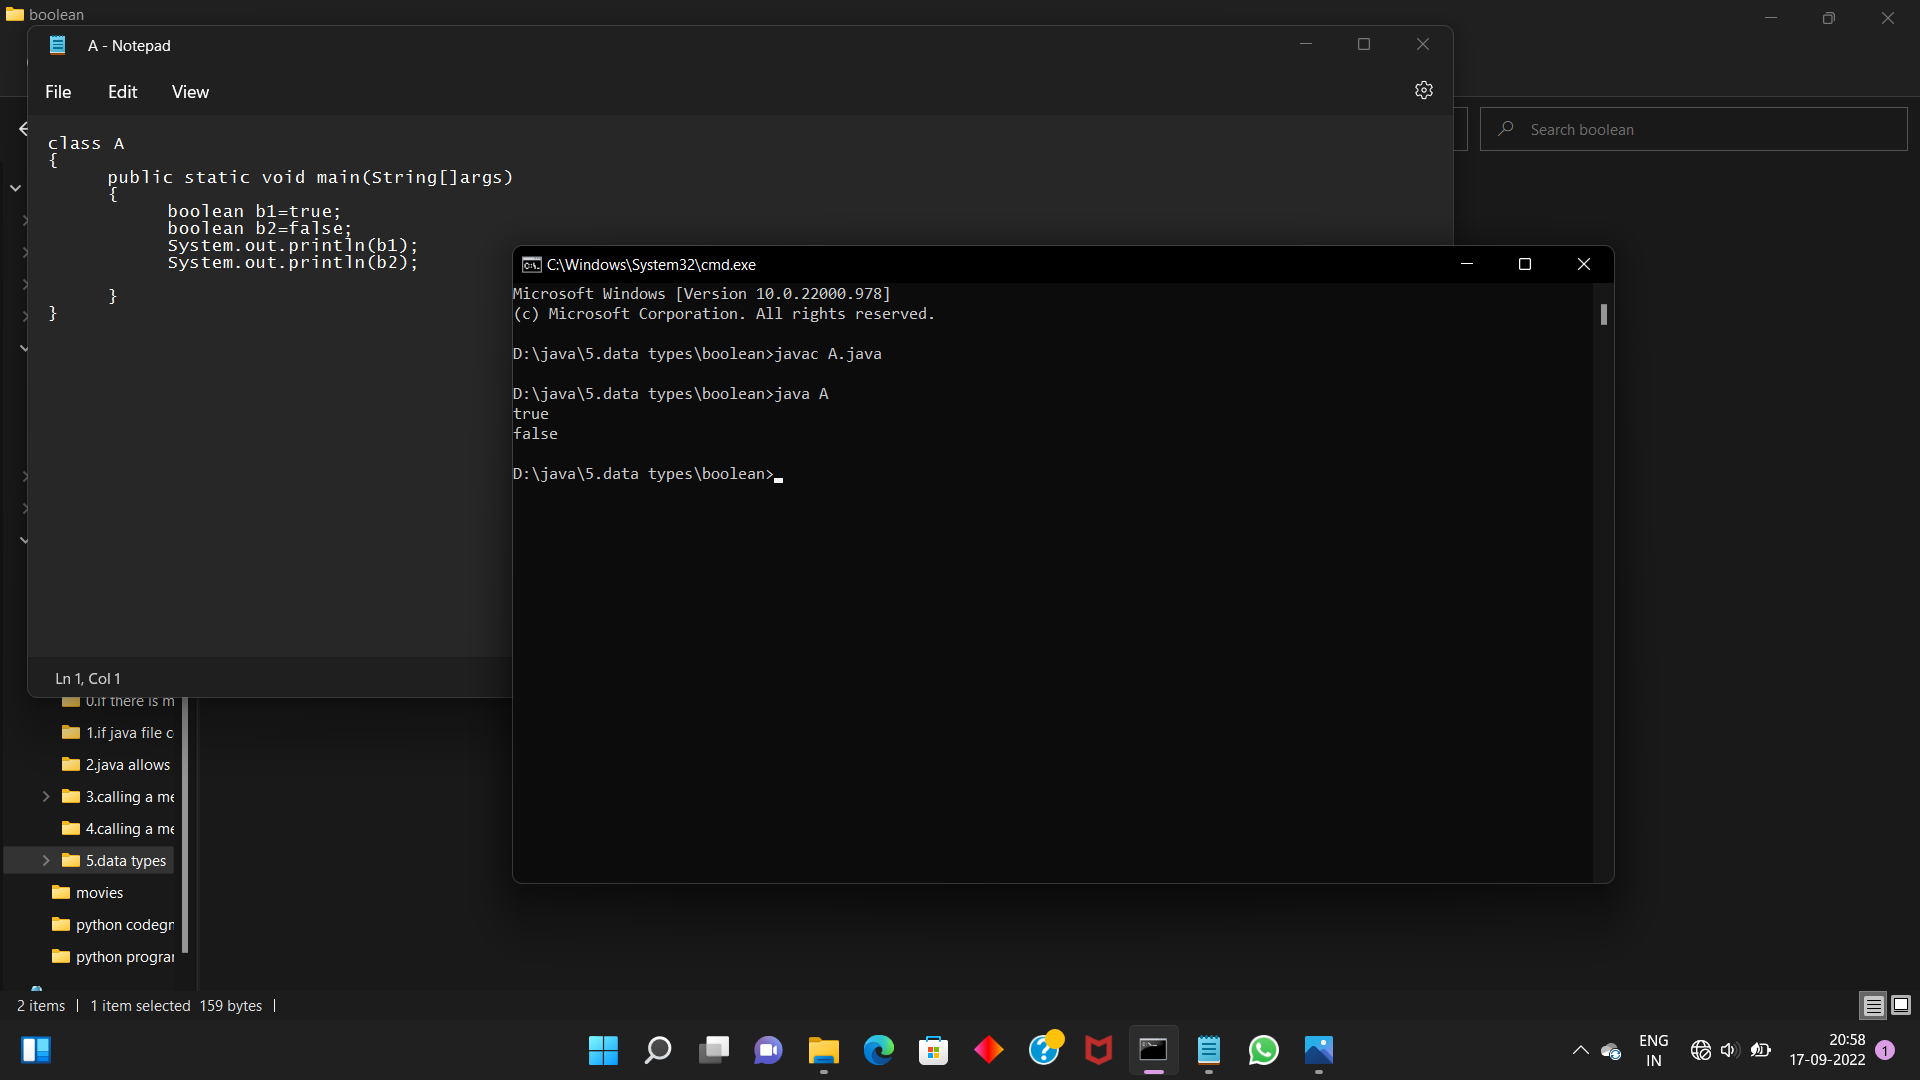 boolean
A - Notepad
File Edit View
Search boolean
class A
{
public static void main(String[]args)
{
boolean b1=true;
boolean b2=false;
System.out.println(b1);
System.out.println(b2);
}
}
Ln 1, Col 1
C:\Windows\System32\cmd.exe
Microsoft Windows [Version 10.0.22000.978]
(c) Microsoft Corporation. All rights reserved.
D:\java\5.data types\boolean>javac A.java
D:\java\5.data types\boolean>java A
true
false
D:\java\5.data types\boolean>
0.if there is m
1.if java file c
2.java allows
3.calling a me
4.calling a me
5.data types
movies
python codegn
python progra
2 items 1 item selected 159 bytes
ENG
IN
20:58
17-09-2022
1